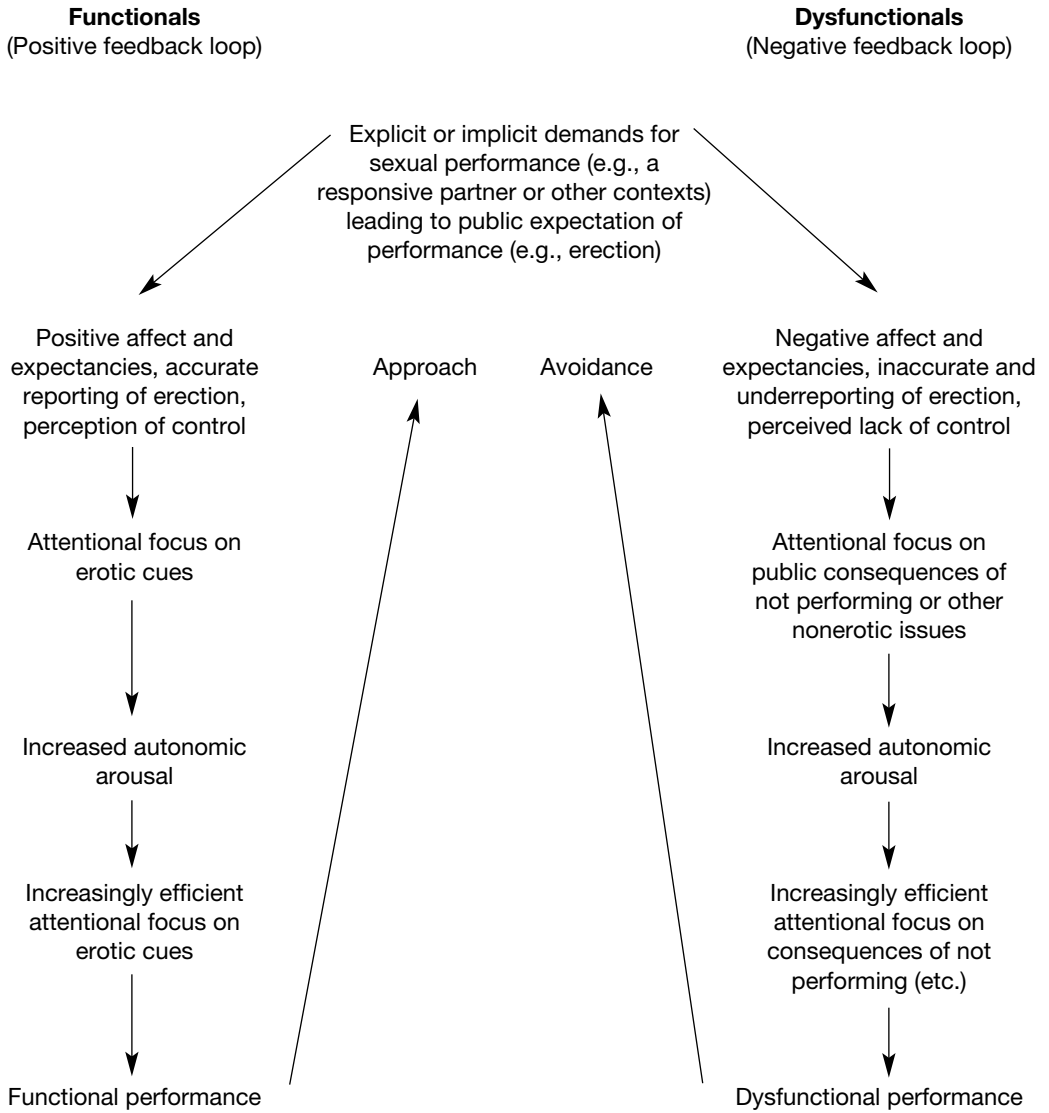 Functionals
(Positive feedback loop)
Dysfunctionals
(Negative feedback loop)
Explicit or implicit demands for
sexual performance (e.g., a
responsive partner or other contexts)
leading to public expectation of
performance (e.g., erection)
Positive affect and
expectancies, accurate
reporting of erection,
perception of control
Approach
Avoidance
Negative affect and
expectancies, inaccurate and
underreporting of erection,
perceived lack of control
Attentional focus on
erotic cues
Attentional focus on
public consequences of
not performing or other
nonerotic issues
Increased autonomic
arousal
Increased autonomic
arousal
Increasingly efficient
attentional focus on
erotic cues
Increasingly efficient
attentional focus on
consequences of not
performing (etc.)
Functional performance
Dysfunctional performance